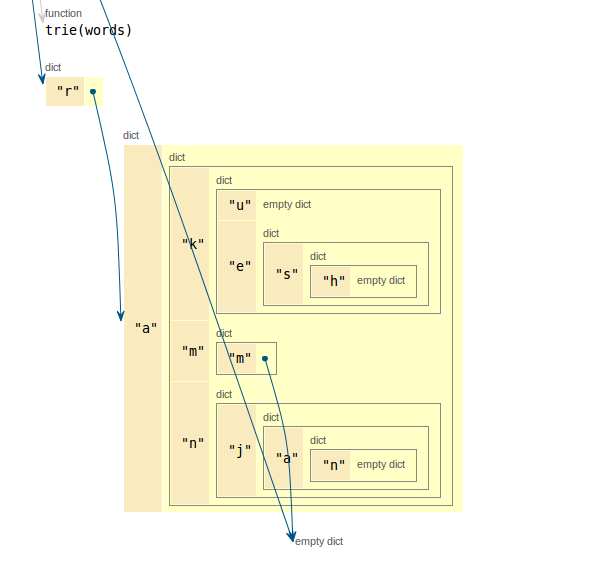 function
trie(words)
dict
"r"
dict
dict
dict
"u" empty dict
dict
"k"
dict
"e" "s" "h" empty dict
"a"
dict
"m" "m"
dict
dict
dict
"n" "j" "a" "n" empty dict
empty dict